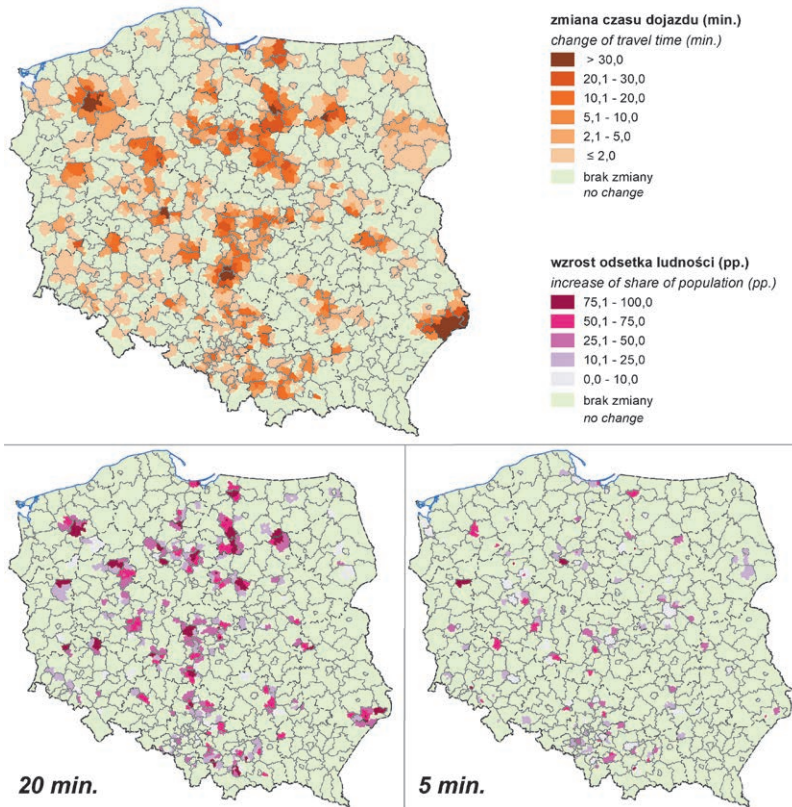 zmiana czasu dojazdu (min.)
change of travel time (min.)
> 30,0
20,1 - 30,0
10,1 - 20,0
5,1 - 10,0
2,1 - 5,0
≤ 2,0
brak zmiany
no change
wzrost odsetka ludności (pp.)
increase of share of population (pp.)
75,1 - 100,0
50,1 - 75,0
25,1 - 50,0
10,1 - 25,0
0,0 - 10,0
brak zmiany
no change
20 min.
5 min.